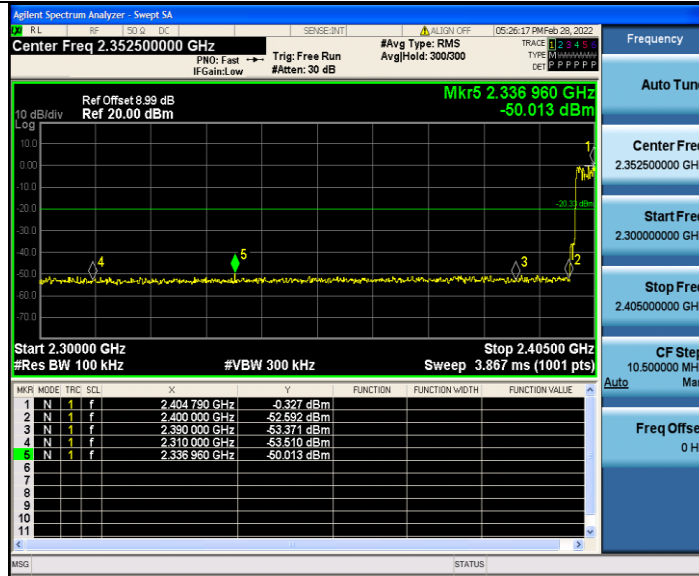 Agilent Spectrum Analyzer - Swept SA
RL RF 50 Ω DC SENSE:INT ALIGN OFF 05:26:17 PM Feb 28, 2022
Center Freq 2.352500000 GHz
PNO: Fast
IFGain:Low
Trig: Free Run
#Atten: 30 dB
#Avg Type: RMS
Avg|Hold: 300/300
TRACE 1 2 3 4 5 6
TYPE M
DET P P P P P P
Ref Offset 8.99 dB
10 dB/div Ref 20.00 dBm
Log
Mkr5 2.336 960 GHz
-50.013 dBm
10.0
0.00
-10.0
-20.0
-30.0
-40.0
-50.0
-60.0
-70.0
1
-20.33 dBm
4
5
3
2
Start 2.30000 GHz
Stop 2.40500 GHz
#Res BW 100 kHz
#VBW 300 kHz
Sweep 3.867 ms (1001 pts)
MKR MODE TRC SCL X Y FUNCTION FUNCTION WIDTH FUNCTION VALUE
1 N 1 f 2.404 790 GHz -0.327 dBm
2 N 1 f 2.400 000 GHz -52.592 dBm
3 N 1 f 2.390 000 GHz -53.371 dBm
4 N 1 f 2.310 000 GHz -53.510 dBm
5 N 1 f 2.336 960 GHz -50.013 dBm
6
7
8
9
10
11
MSG
STATUS
Frequency
Auto Tun
Center Fre
2.352500000 GH
Start Fre
2.300000000 GH
Stop Fre
2.405000000 GH
CF Step
10.500000 MH
Auto Ma
Freq Offse
0 H